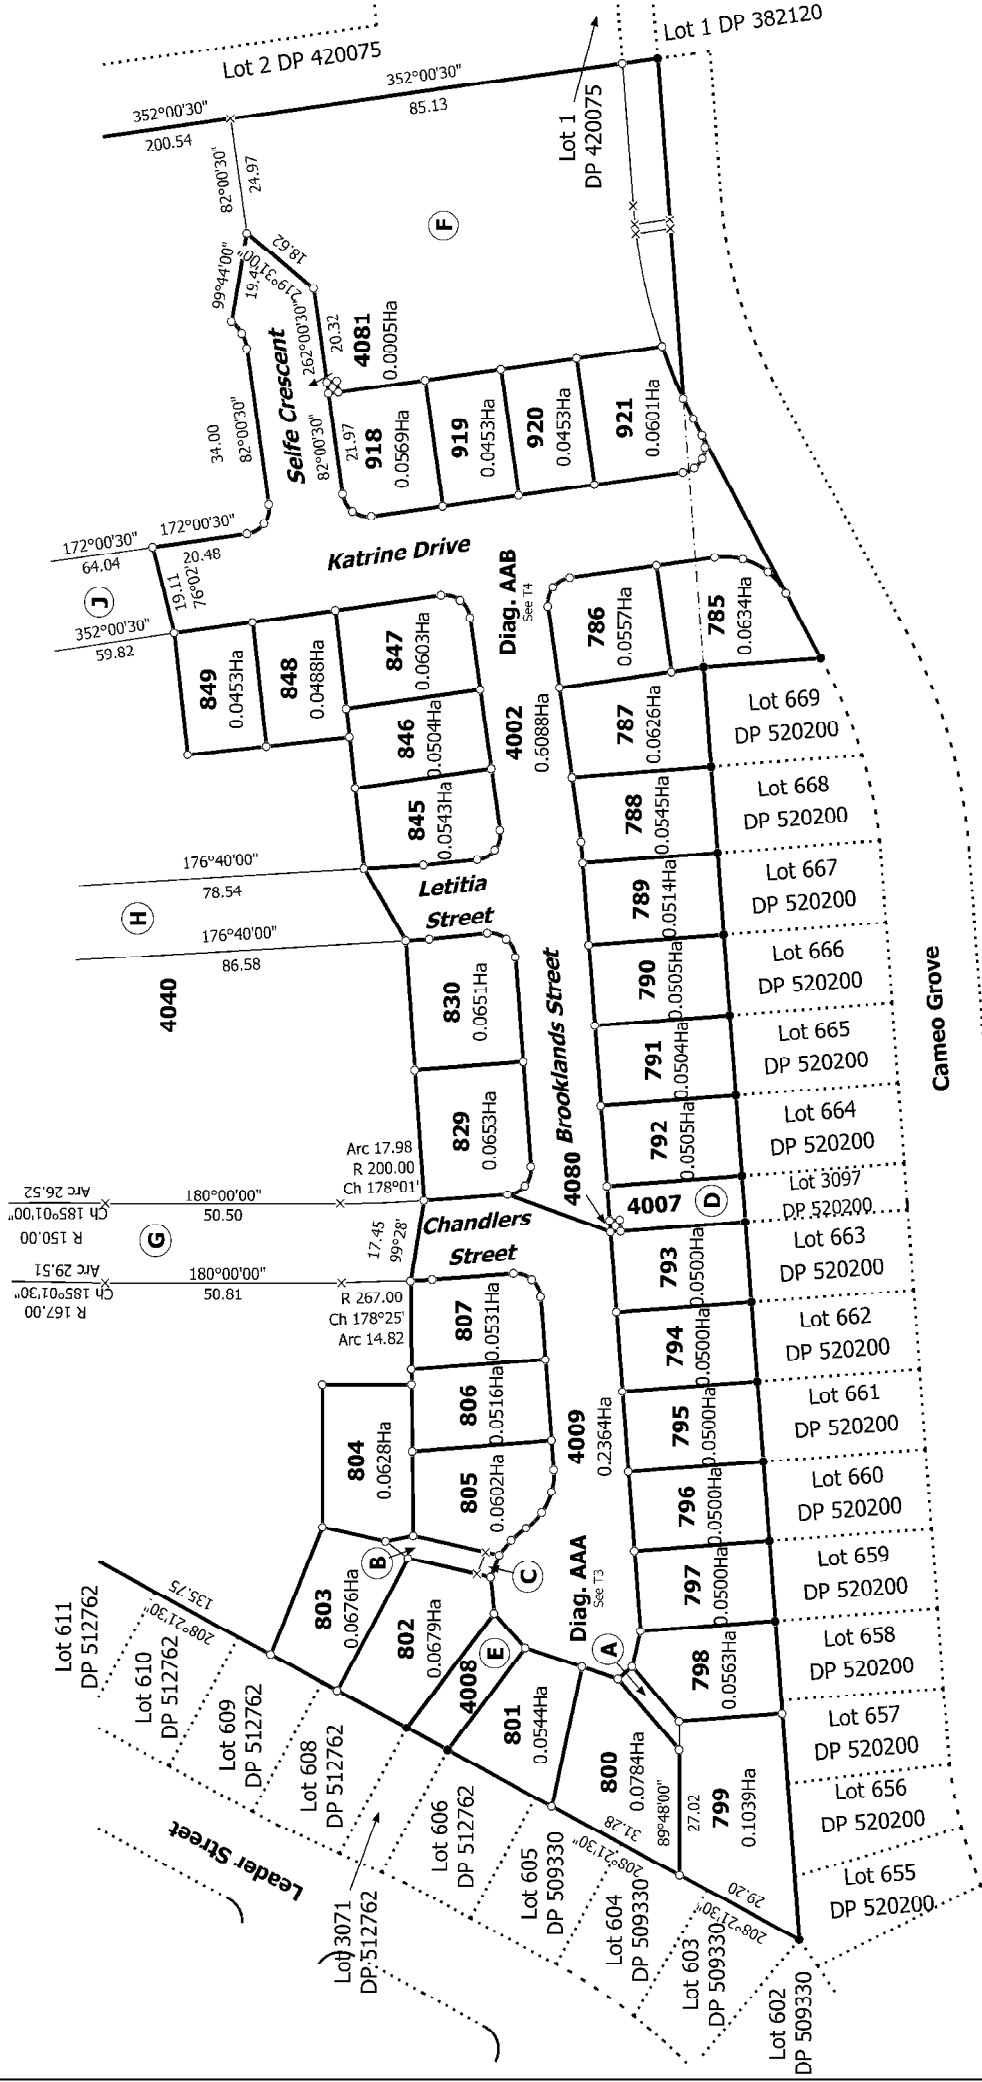 Lot 2 DP 420075
Lot 1 DP 382120
Lot 1
DP 420075
352°00'30"
200.54
352°00'30"
85.13
82°00'30"
24.97
F
99°44'00"
219°31'00"
18.62
262°00'30"
20.32
Selfe Crescent
34.00
82°00'30"
82°00'30"
21.97
4081
0.0005Ha
918
0.0569Ha
919
0.0453Ha
920
0.0453Ha
921
0.0601Ha
172°00'30"
64.04
172°00'30"
20.48
J
19.11
76°02'
352°00'30"
59.82
Katrine Drive
Diag. AAB
See T4
849
0.0453Ha
848
0.0488Ha
847
0.0603Ha
846
0.0504Ha
845
0.0543Ha
4002
0.6088Ha
786
0.0557Ha
785
0.0634Ha
787
0.0626Ha
788
0.0545Ha
789
0.0514Ha
790
0.0505Ha
791
0.0504Ha
792
0.0505Ha
Lot 669
DP 520200
Lot 668
DP 520200
Lot 667
DP 520200
Lot 666
DP 520200
Lot 665
DP 520200
Lot 664
DP 520200
Lot 3097
DP 520200
Lot 663
DP 520200
Lot 662
DP 520200
Lot 661
DP 520200
Lot 660
DP 520200
Lot 659
DP 520200
Lot 658
DP 520200
Lot 657
DP 520200
Lot 656
DP 520200
Lot 655
DP 520200
Cameo Grove
176°40'00"
78.54
H
176°40'00"
86.58
4040
Letitia
Street
830
0.0651Ha
829
0.0653Ha
Brooklands Street
4080
4007
D
Arc 17.98
R 200.00
Ch 178°01'
Arc 26.52
Ch 185°01'00"
R 150.00
180°00'00"
50.05
G
Arc 29.51
Ch 185°01'30"
R 167.00
180°00'00"
50.18
17.45
99°28'
Chandlers
Street
R 267.00
Ch 178°25'
Arc 14.82
807
0.0531Ha
806
0.0516Ha
805
0.0602Ha
804
0.0628Ha
4009
0.2364Ha
793
0.0500Ha
794
0.0500Ha
795
0.0500Ha
796
0.0500Ha
797
0.0500Ha
798
0.0563Ha
799
0.1039Ha
B
C
803
0.0676Ha
802
0.0679Ha
4008
E
Diag. AAA
See T3
A
801
0.0544Ha
800
0.0784Ha
89°48'00"
27.02
135.75
208°21'30"
31.28
208°21'30"
29.20
208°21'30"
Lot 611
DP 512762
Lot 610
DP 512762
Lot 609
DP 512762
Lot 608
DP 512762
Lot 3071
DP 512762
Lot 606
DP 512762
Lot 605
DP 509330
Lot 604
DP 509330
Lot 603
DP 509330
Lot 602
DP 509330
Leader Street